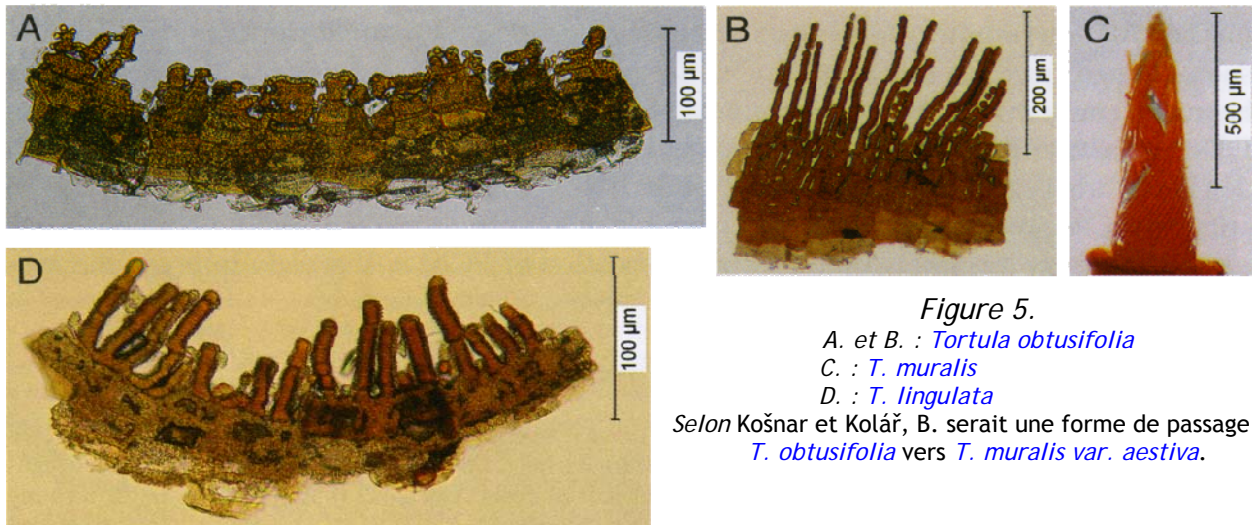 A
100 µm
B
200 µm
C
500 µm
D
100 µm
Figure 5.
A. et B. : Tortula obtusifolia
C. : T. muralis
D. : T. lingulata
Selon Košnar et Kolář, B. serait une forme de passage
T. obtusifolia vers T. muralis var. aestiva.